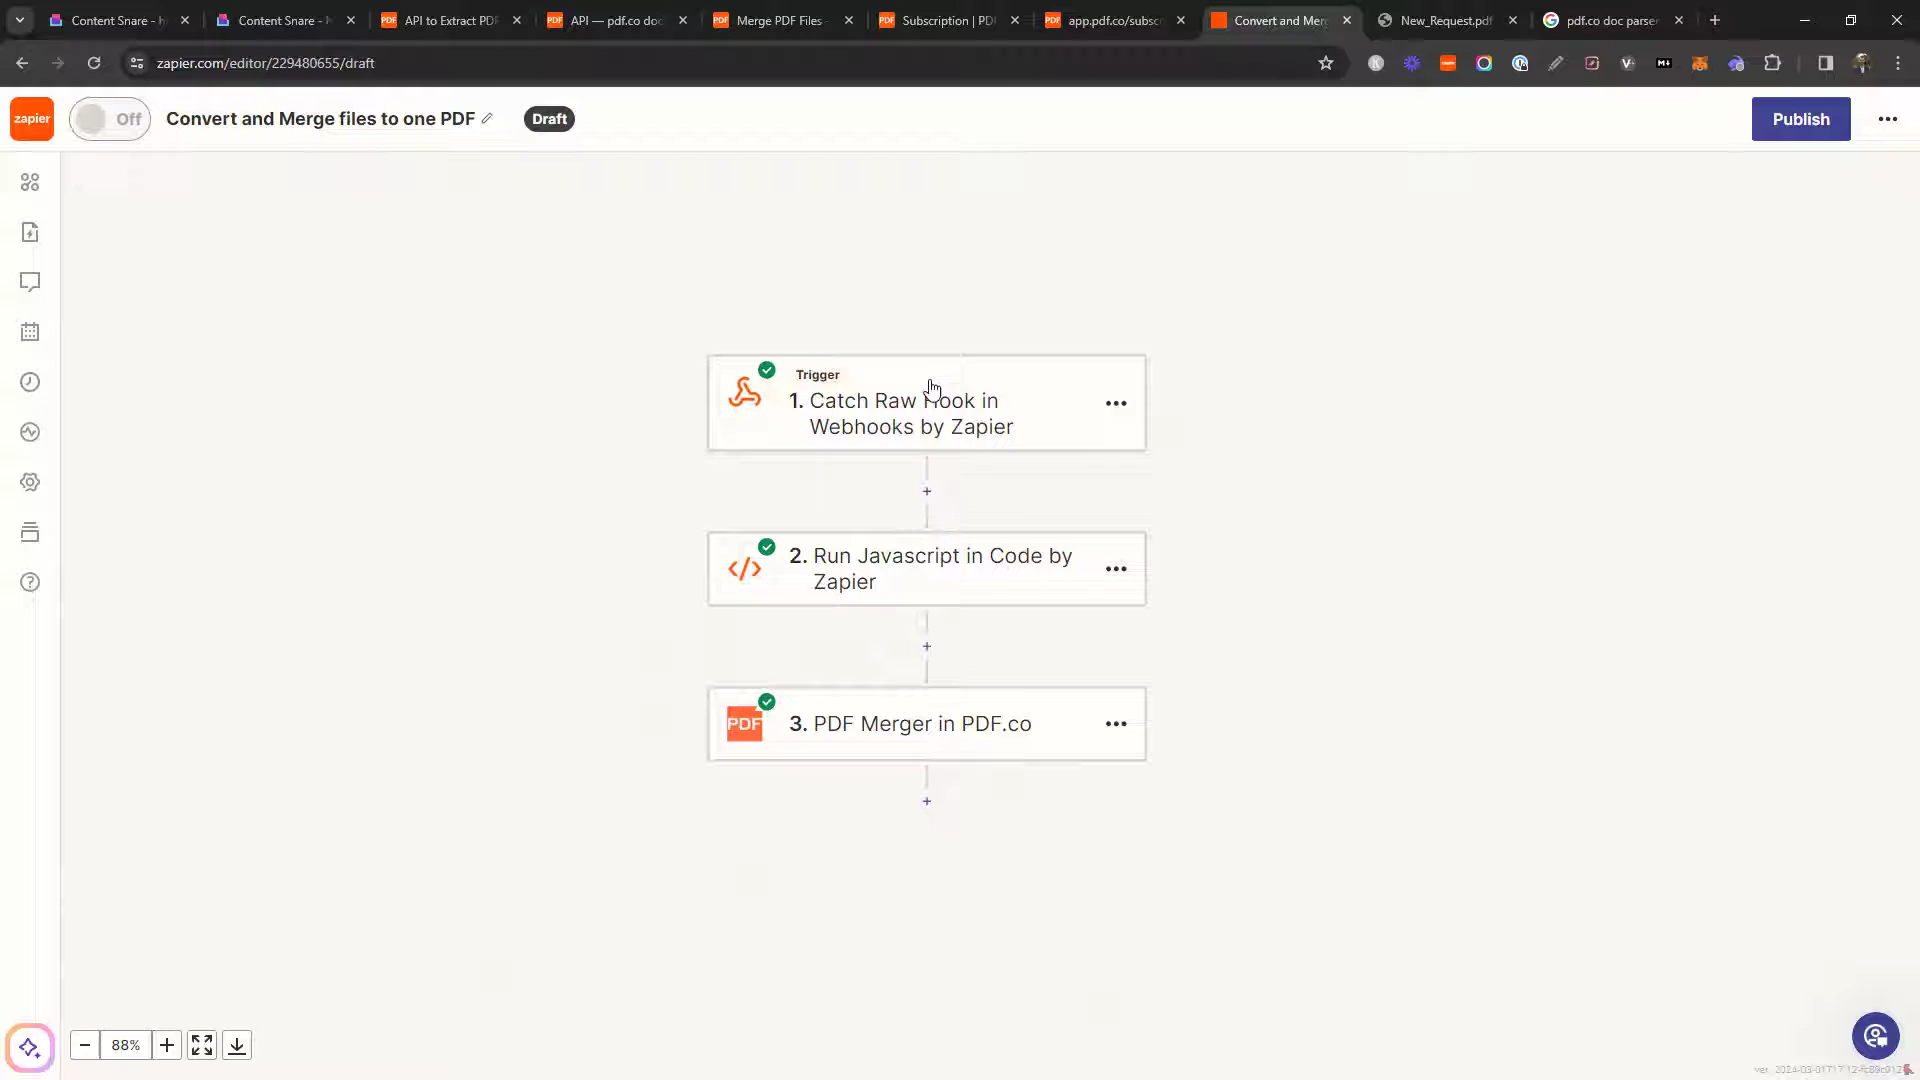 Content Snare - h
Content Snare - h
API to Extract PDF
API — pdf.co doc
Merge PDF Files
Subscription | PDF
app.pdf.co/subsc
Convert and Mer
New_Request.pdf
pdf.co doc parser
zapier.com/editor/229480655/draft
zapier
Off
Convert and Merge files to one PDF
Draft
Publish
Trigger
1. Catch Raw Hook in
Webhooks by Zapier
2. Run Javascript in Code by
Zapier
PDF
3. PDF Merger in PDF.co
88%